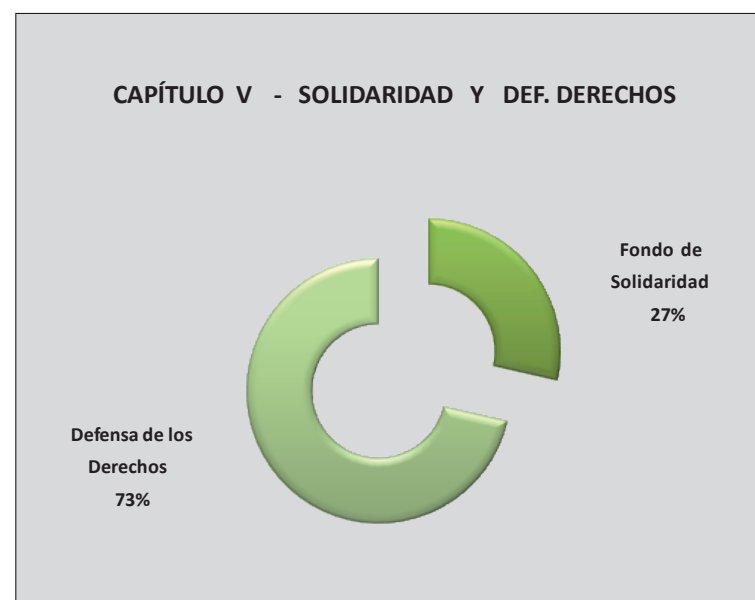 CAPÍTULO V - SOLIDARIDAD Y DEF. DERECHOS
Fondo de
Solidaridad
27%
Defensa de los
Derechos
73%